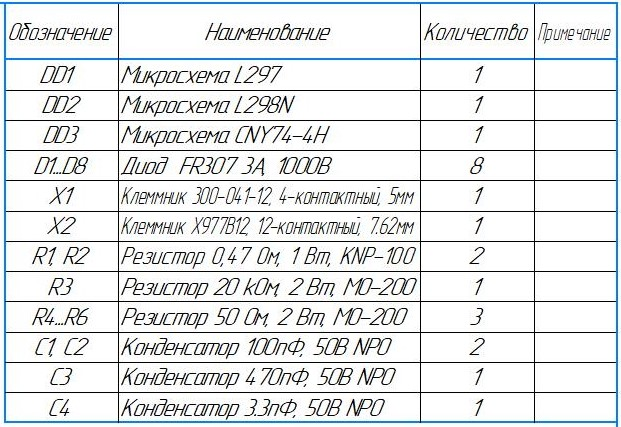 Обозначение Наименование Количество Примечание
DD1 Микросхема L297 1
DD2 Микросхема L298N 1
DD3 Микросхема CNY74-4H 1
D1...D8 Диод FR307 3А, 1000В 8
X1 Клеммник 300-041-12, 4-контактный, 5мм 1
X2 Клеммник X977B12, 12-контактный, 7.62мм 1
R1, R2 Резистор 0,47 Ом, 1 Вт, KNP-100 2
R3 Резистор 20 кОм, 2 Вт, МО-200 1
R4...R6 Резистор 50 Ом, 2 Вт, МО-200 3
C1, C2 Конденсатор 100пФ, 50В NPO 2
C3 Конденсатор 470пФ, 50В NPO 1
C4 Конденсатор 3.3пФ, 50В NPO 1